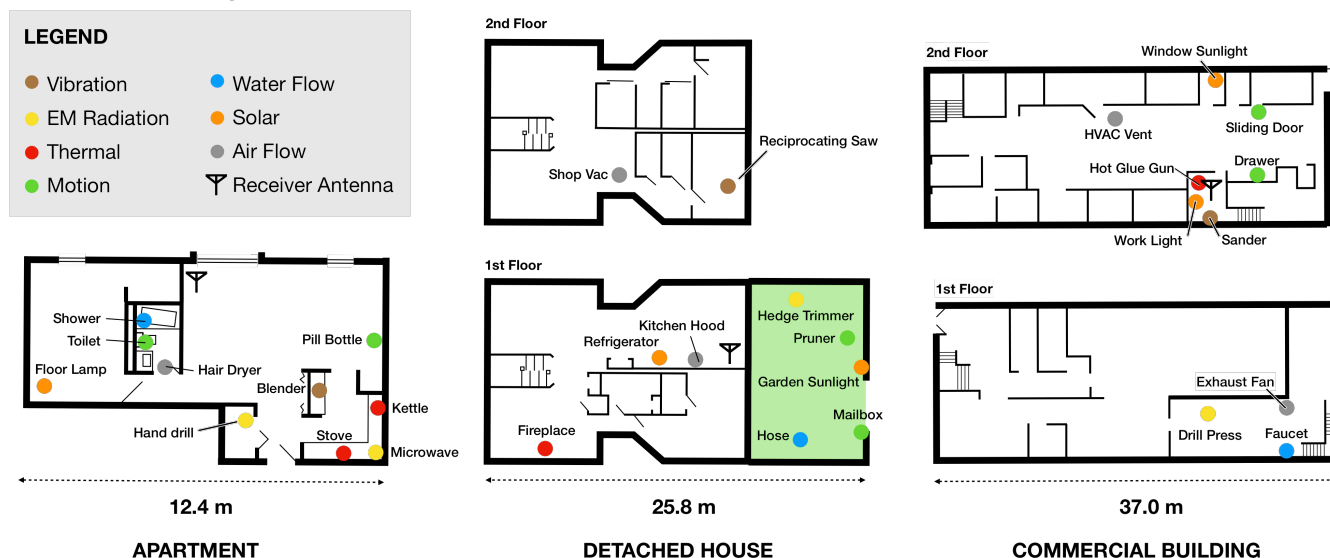 LEGEND
Vibration
EM Radiation
Thermal
Motion
Water Flow
Solar
Air Flow
Receiver Antenna
Shower
Toilet
Floor Lamp
Hair Dryer
Pill Bottle
Blender
Kettle
Hand drill
Stove
Microwave
12.4 m
APARTMENT
2nd Floor
Shop Vac
Reciprocating Saw
1st Floor
Refrigerator
Kitchen Hood
Hedge Trimmer
Pruner
Garden Sunlight
Mailbox
Hose
Fireplace
25.8 m
DETACHED HOUSE
2nd Floor
Window Sunlight
HVAC Vent
Sliding Door
Hot Glue Gun
Drawer
Work Light
Sander
1st Floor
Exhaust Fan
Drill Press
Faucet
37.0 m
COMMERCIAL BUILDING